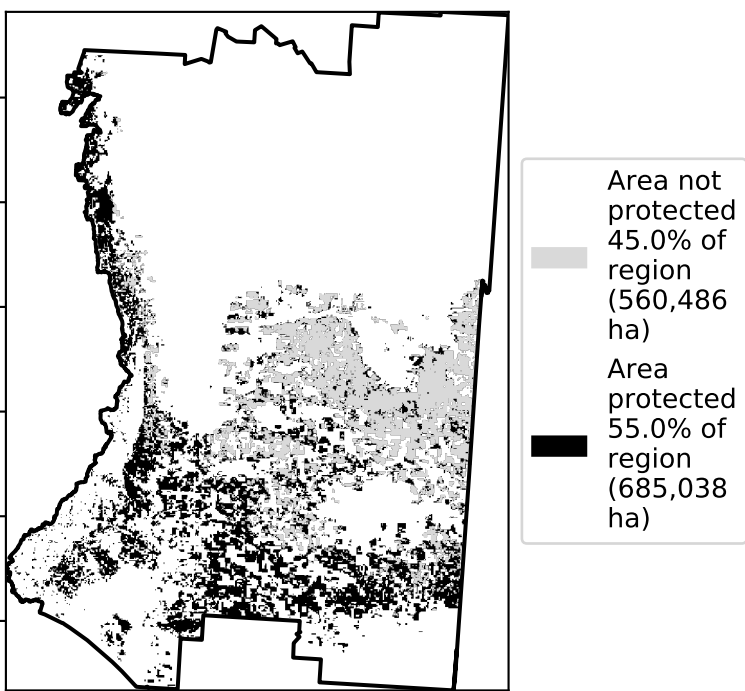 Area not
protected
45.0% of
region
(560,486
ha)
Area
protected
55.0% of
region
(685,038
ha)